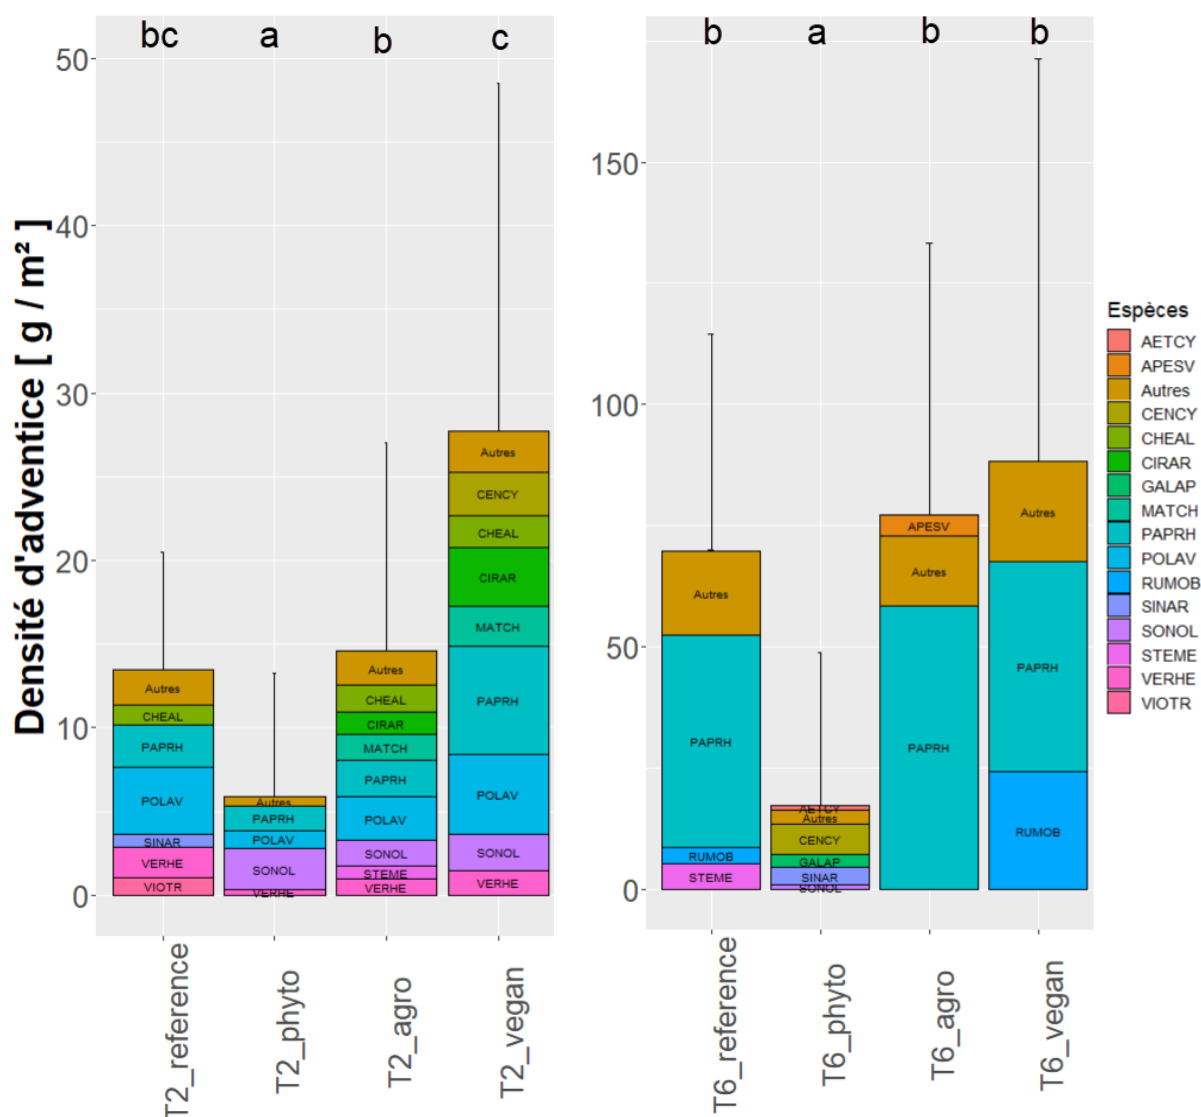 bc a b c
b a b b
Densité d'adventice [ g / m² ]
50
40
30
20
10
0
Autres
CHEAL
PAPRH
POLAV
SINAR
VERHE
VIOTR
Autres
PAPRH
POLAV
SONOL
VERHE
Autres
CHEAL
CIRAR
MATCH
PAPRH
POLAV
SONOL
STEME
VERHE
Autres
CENCY
CHEAL
CIRAR
MATCH
PAPRH
POLAV
SONOL
VERHE
T2_reference
T2_phyto
T2_agro
T2_vegan
150
100
50
0
Autres
PAPRH
RUMOB
STEME
AETCY
Autres
CENCY
GALAP
SINAR
SONOL
APESV
Autres
PAPRH
Autres
PAPRH
RUMOB
T6_reference
T6_phyto
T6_agro
T6_vegan
Espèces
AETCY
APESV
Autres
CENCY
CHEAL
CIRAR
GALAP
MATCH
PAPRH
POLAV
RUMOB
SINAR
SONOL
STEME
VERHE
VIOTR